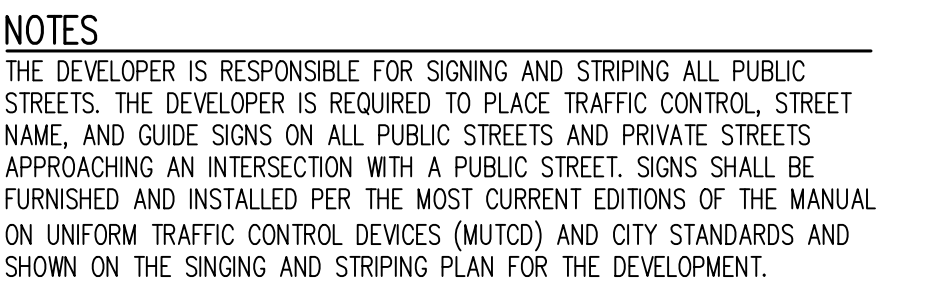 NOTES
THE DEVELOPER IS RESPONSIBLE FOR SIGNING AND STRIPING ALL PUBLIC
STREETS. THE DEVELOPER IS REQUIRED TO PLACE TRAFFIC CONTROL, STREET
NAME, AND GUIDE SIGNS ON ALL PUBLIC STREETS AND PRIVATE STREETS
APPROACHING AN INTERSECTION WITH A PUBLIC STREET. SIGNS SHALL BE
FURNISHED AND INSTALLED PER THE MOST CURRENT EDITIONS OF THE MANUAL
ON UNIFORM TRAFFIC CONTROL DEVICES (MUTCD) AND CITY STANDARDS AND
SHOWN ON THE SINGING AND STRIPING PLAN FOR THE DEVELOPMENT.